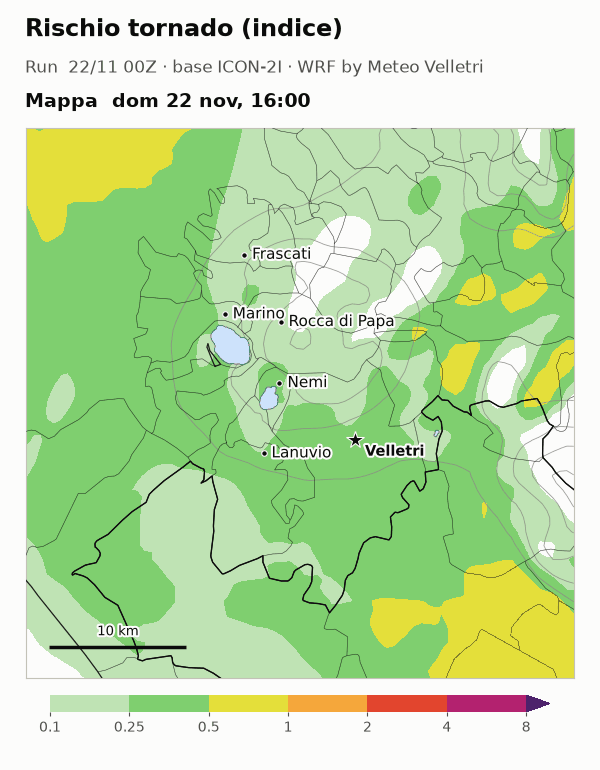 Rischio tornado (indice)
Run 22/11 00Z · base ICON-2I · WRF by Meteo Velletri
Mappa dom 22 nov, 16:00
Frascati
Marino
Rocca di Papa
Nemi
Velletri
Lanuvio
10 km
0.1 0.25 0.5 1 2 4 8